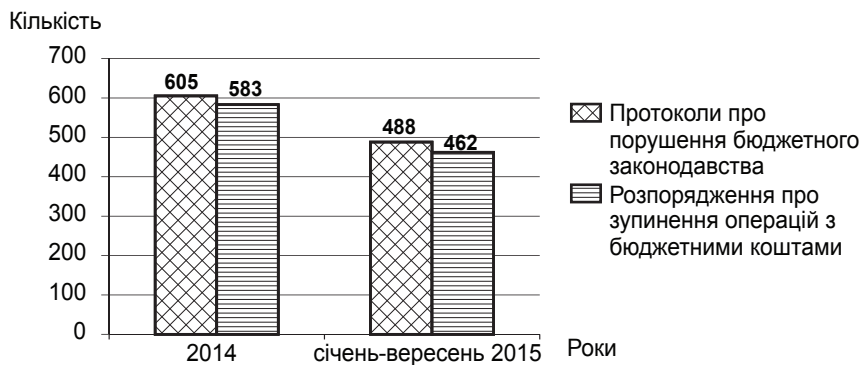 Кількість
700
600
500
400
300
200
100
0
605
583
488
462
2014
січень-вересень 2015
Роки
Протоколи про
порушення бюджетного
законодавства
Розпорядження про
зупинення операцій з
бюджетними коштами